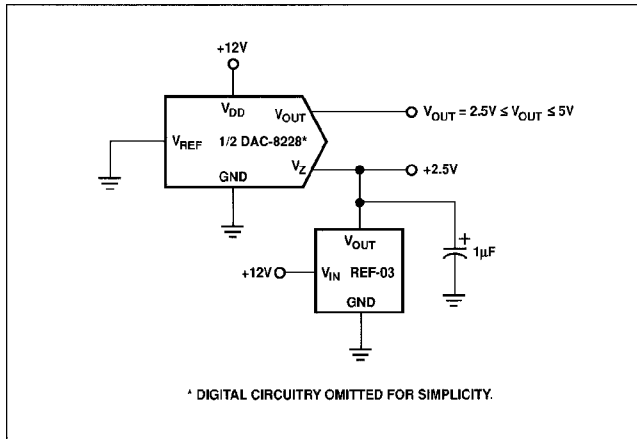 +12V
V_DD
V_OUT
V_OUT = 2.5V ≤ V_OUT ≤ 5V
V_REF
1/2 DAC-8228*
V_Z
+2.5V
GND
V_OUT
+
1μF
+12V
V_IN
REF-03
GND
* DIGITAL CIRCUITRY OMITTED FOR SIMPLICITY.